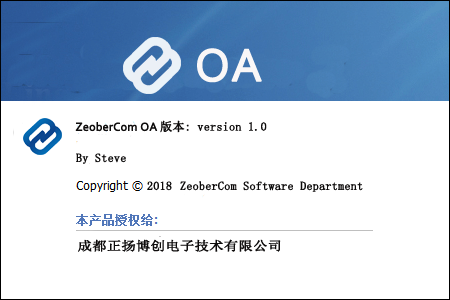 OA
ZeoberCom OA 版本: version 1.0
By Steve
Copyright © 2018 ZeoberCom Software Department
本产品授权给:
成都正扬博创电子技术有限公司